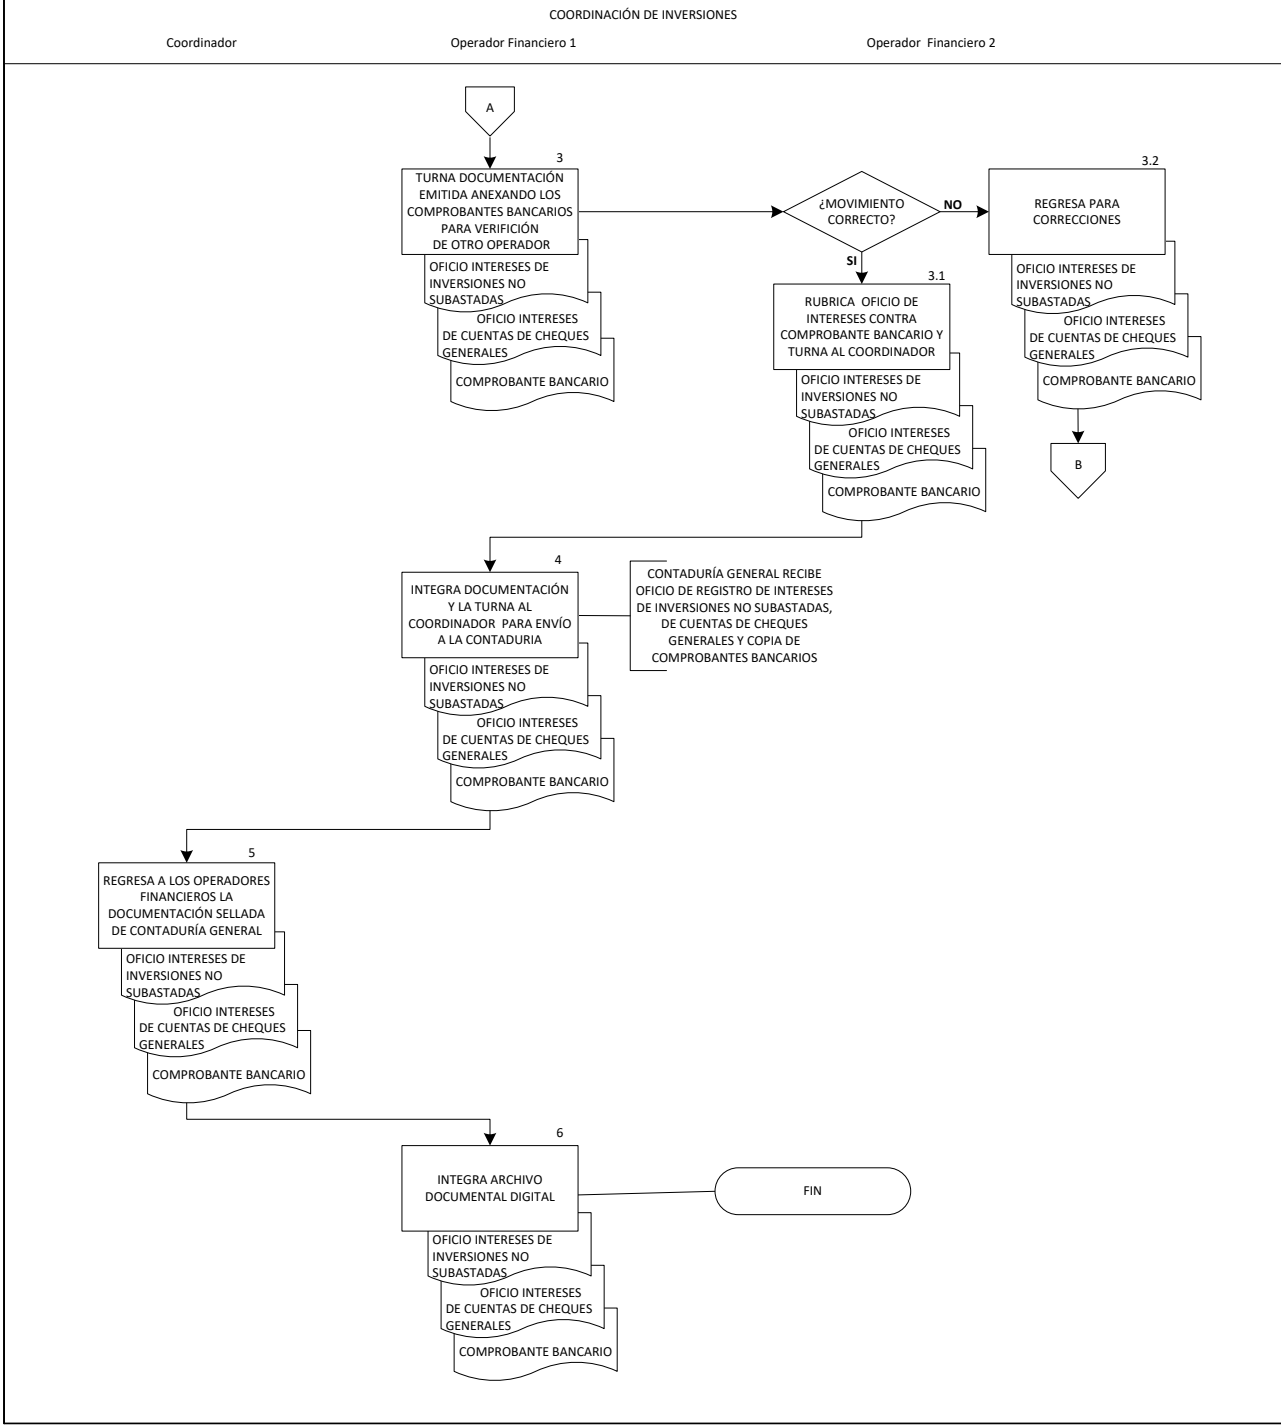 COORDINACIÓN DE INVERSIONES
Coordinador
Operador Financiero 1
Operador Financiero 2
A
3
TURNA DOCUMENTACIÓN
EMITIDA ANEXANDO LOS
COMPROBANTES BANCARIOS
PARA VERIFICIÓN
DE OTRO OPERADOR
OFICIO INTERESES DE
INVERSIONES NO
SUBASTADAS
OFICIO INTERESES
DE CUENTAS DE CHEQUES
GENERALES
COMPROBANTE BANCARIO
¿MOVIMIENTO
CORRECTO?
NO
SI
3.2
REGRESA PARA
CORRECCIONES
OFICIO INTERESES DE
INVERSIONES NO
SUBASTADAS
OFICIO INTERESES
DE CUENTAS DE CHEQUES
GENERALES
COMPROBANTE BANCARIO
B
3.1
RUBRICA OFICIO DE
INTERESES CONTRA
COMPROBANTE BANCARIO Y
TURNA AL COORDINADOR
OFICIO INTERESES DE
INVERSIONES NO
SUBASTADAS
OFICIO INTERESES
DE CUENTAS DE CHEQUES
GENERALES
COMPROBANTE BANCARIO
4
INTEGRA DOCUMENTACIÓN
Y LA TURNA AL
COORDINADOR PARA ENVÍO
A LA CONTADURIA
CONTADURÍA GENERAL RECIBE
OFICIO DE REGISTRO DE INTERESES
DE INVERSIONES NO SUBASTADAS,
DE CUENTAS DE CHEQUES
GENERALES Y COPIA DE
COMPROBANTES BANCARIOS
OFICIO INTERESES DE
INVERSIONES NO
SUBASTADAS
OFICIO INTERESES
DE CUENTAS DE CHEQUES
GENERALES
COMPROBANTE BANCARIO
5
REGRESA A LOS OPERADORES
FINANCIEROS LA
DOCUMENTACIÓN SELLADA
DE CONTADURÍA GENERAL
OFICIO INTERESES DE
INVERSIONES NO
SUBASTADAS
OFICIO INTERESES
DE CUENTAS DE CHEQUES
GENERALES
COMPROBANTE BANCARIO
6
INTEGRA ARCHIVO
DOCUMENTAL DIGITAL
FIN
OFICIO INTERESES DE
INVERSIONES NO
SUBASTADAS
OFICIO INTERESES
DE CUENTAS DE CHEQUES
GENERALES
COMPROBANTE BANCARIO